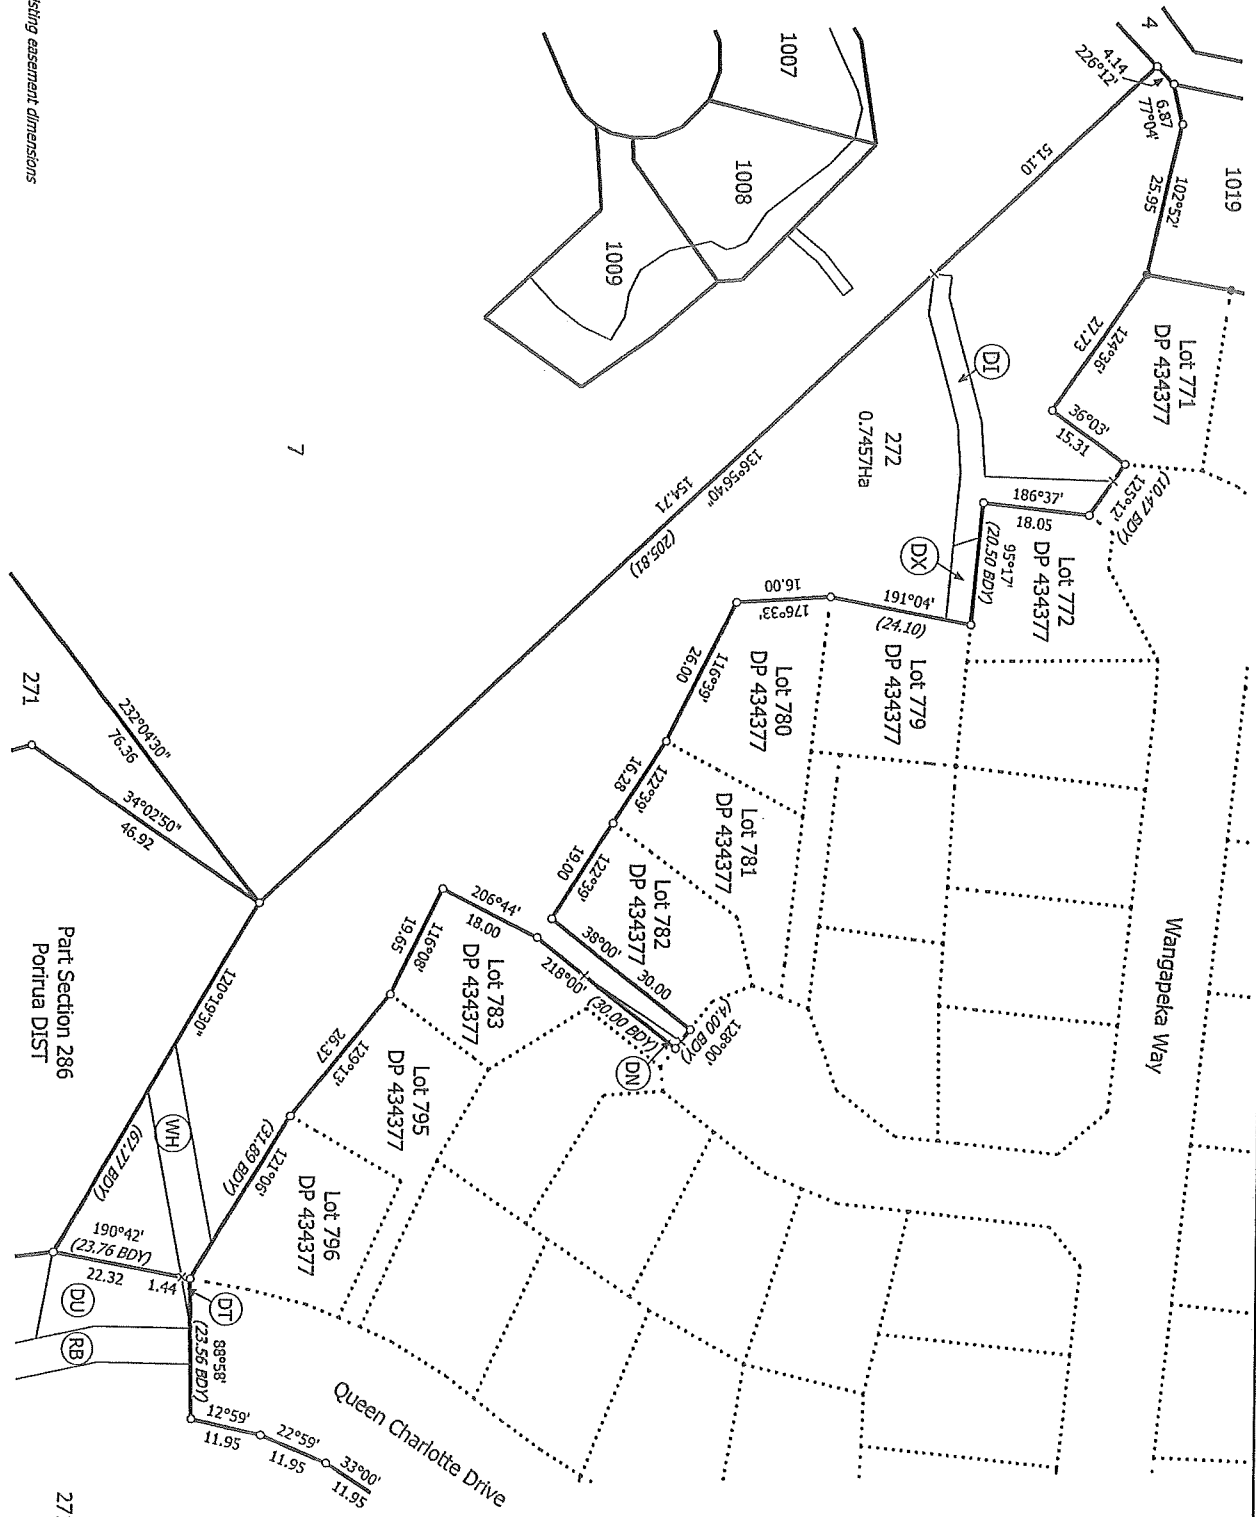 sting easement dimensions
4
4.14
226°12'
6.87
77°04'
1019
102°52'
25.95
51.10
1007
1008
1009
Lot 771
DP 434377
124°36'
27.73
36°03'
15.31
(10.47 BDY)
125°12'
DI
272
0.7457Ha
186°37'
18.05
Lot 772
DP 434377
95°17'
(20.50 BDY)
DX
191°04'
(24.10)
176°33'
16.00
Lot 779
DP 434377
Lot 780
DP 434377
116°39'
26.00
Lot 781
DP 434377
122°39'
16.28
Lot 782
DP 434377
122°39'
19.00
38°00'
30.00
(4.00 BDY)
128°00'
218°00'
(30.00 BDY)
DN
206°44'
18.00
Lot 783
DP 434377
116°08'
19.65
Lot 795
DP 434377
129°13'
26.37
Lot 796
DP 434377
121°06'
(31.89 BDY)
136°56'40"
154.71
(205.81)
7
271
232°04'30"
76.36
34°02'50"
46.92
Part Section 286
Porirua DIST
120°19'30"
(67.77 BDY)
WH
190°42'
(23.76 BDY)
22.32
1.44
DU
RB
DT
88°58'
(23.56 BDY)
12°59'
11.95
22°59'
11.95
33°00'
11.95
Queen Charlotte Drive
Wangapeka Way
27